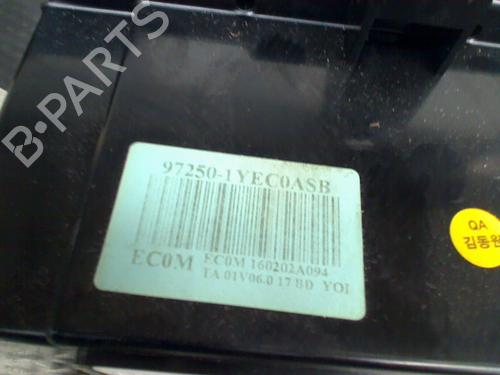 B-PARTS
97250-1YEC0ASB
EC0M EC0M 160202A094
TA 01V06.0 17 BD YOI
QA
김동원